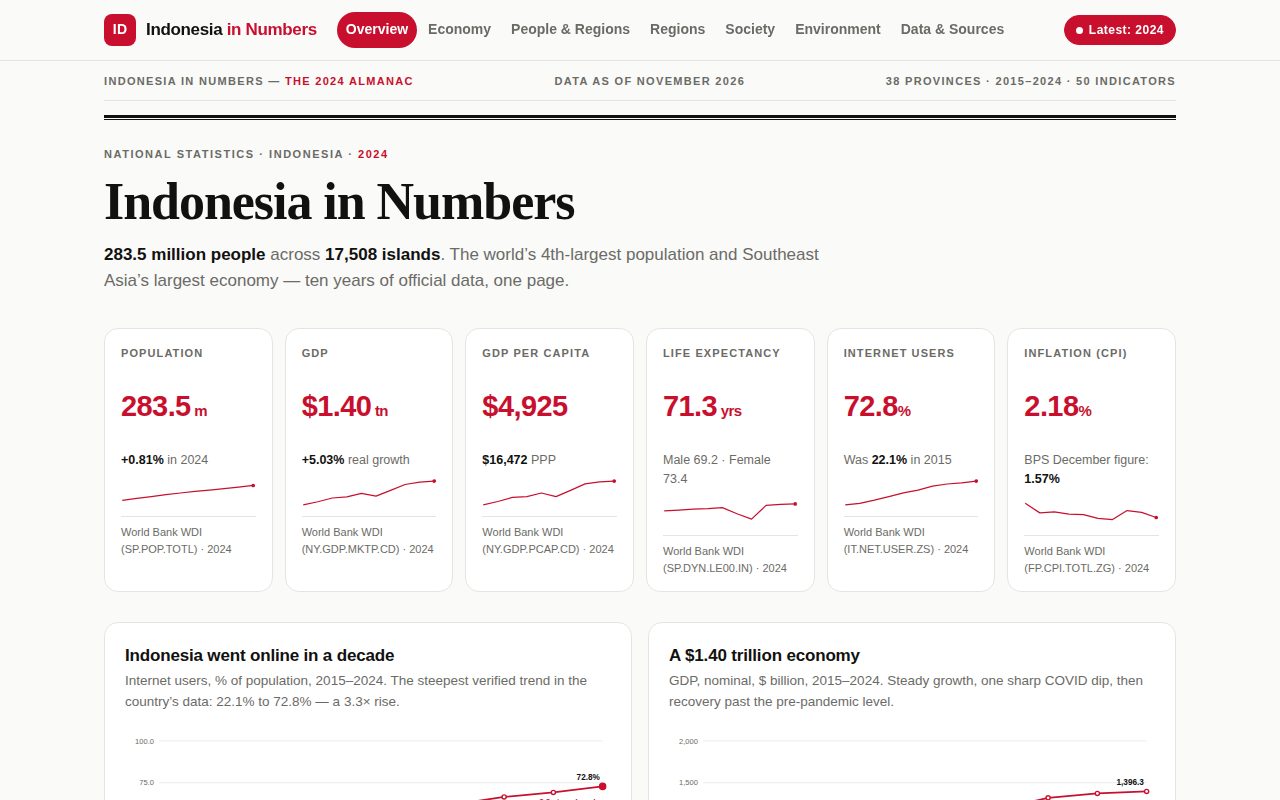 ID
Indonesia in Numbers
Overview
Economy
People & Regions
Regions
Society
Environment
Data & Sources
Latest: 2024
INDONESIA IN NUMBERS — THE 2024 ALMANAC
DATA AS OF NOVEMBER 2026
38 PROVINCES · 2015–2024 · 50 INDICATORS
NATIONAL STATISTICS · INDONESIA · 2024
Indonesia in Numbers
283.5 million people across 17,508 islands. The world’s 4th-largest population and Southeast
Asia’s largest economy — ten years of official data, one page.
POPULATION
283.5 m
+0.81% in 2024
World Bank WDI
(SP.POP.TOTL) · 2024
GDP
$1.40 tn
+5.03% real growth
World Bank WDI
(NY.GDP.MKTP.CD) · 2024
GDP PER CAPITA
$4,925
$16,472 PPP
World Bank WDI
(NY.GDP.PCAP.CD) · 2024
LIFE EXPECTANCY
71.3 yrs
Male 69.2 · Female
73.4
World Bank WDI
(SP.DYN.LE00.IN) · 2024
INTERNET USERS
72.8%
Was 22.1% in 2015
World Bank WDI
(IT.NET.USER.ZS) · 2024
INFLATION (CPI)
2.18%
BPS December figure:
1.57%
World Bank WDI
(FP.CPI.TOTL.ZG) · 2024
Indonesia went online in a decade
Internet users, % of population, 2015–2024. The steepest verified trend in the
country’s data: 22.1% to 72.8% — a 3.3× rise.
100.0
75.0
72.8%
A $1.40 trillion economy
GDP, nominal, $ billion, 2015–2024. Steady growth, one sharp COVID dip, then
recovery past the pre-pandemic level.
2,000
1,500
1,396.3